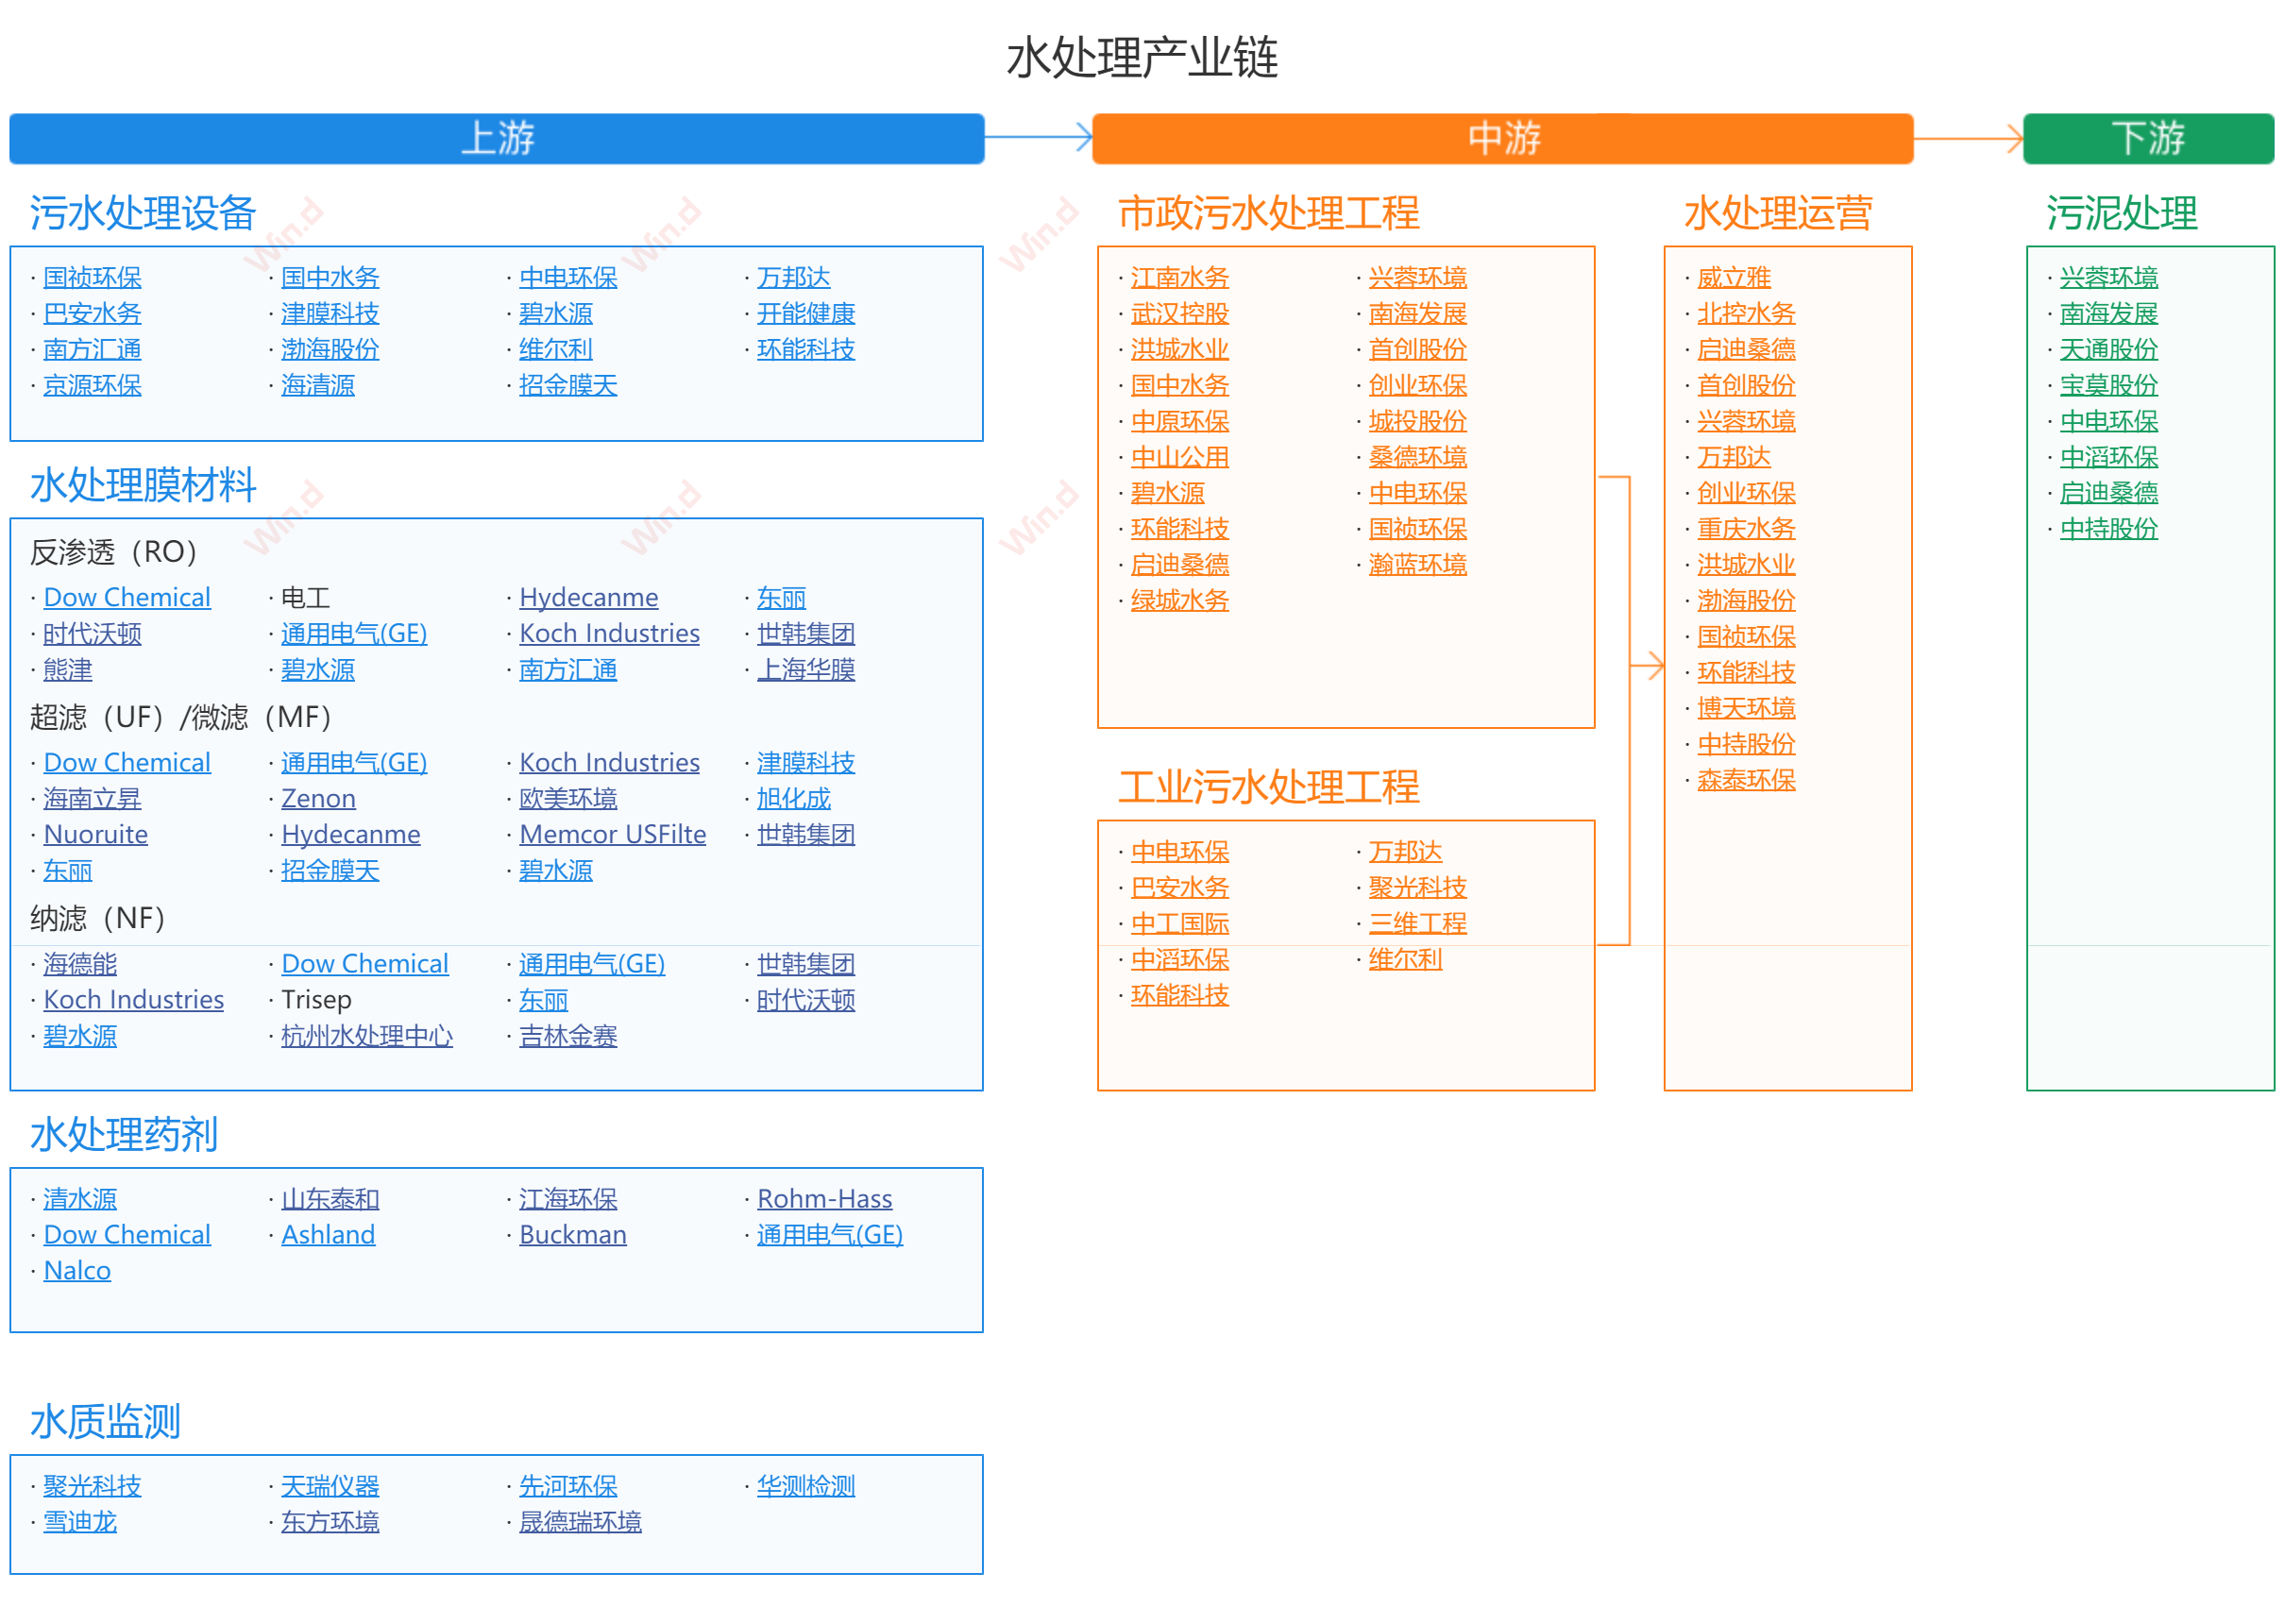 水处理产业链
上游
中游
下游
污水处理设备
· 国祯环保 · 国中水务 · 中电环保 · 万邦达
· 巴安水务 · 津膜科技 · 碧水源 · 开能健康
· 南方汇通 · 渤海股份 · 维尔利 · 环能科技
· 京源环保 · 海清源 · 招金膜天
水处理膜材料
反渗透（RO）
· Dow Chemical · 电工 · Hydecanme · 东丽
· 时代沃顿 · 通用电气(GE) · Koch Industries · 世韩集团
· 熊津 · 碧水源 · 南方汇通 · 上海华膜
超滤（UF）/微滤（MF）
· Dow Chemical · 通用电气(GE) · Koch Industries · 津膜科技
· 海南立昇 · Zenon · 欧美环境 · 旭化成
· Nuoruite · Hydecanme · Memcor USFilte · 世韩集团
· 东丽 · 招金膜天 · 碧水源
纳滤（NF）
· 海德能 · Dow Chemical · 通用电气(GE) · 世韩集团
· Koch Industries · Trisep · 东丽 · 时代沃顿
· 碧水源 · 杭州水处理中心 · 吉林金赛
水处理药剂
· 清水源 · 山东泰和 · 江海环保 · Rohm-Hass
· Dow Chemical · Ashland · Buckman · 通用电气(GE)
· Nalco
水质监测
· 聚光科技 · 天瑞仪器 · 先河环保 · 华测检测
· 雪迪龙 · 东方环境 · 晟德瑞环境
市政污水处理工程
· 江南水务 · 兴蓉环境
· 武汉控股 · 南海发展
· 洪城水业 · 首创股份
· 国中水务 · 创业环保
· 中原环保 · 城投股份
· 中山公用 · 桑德环境
· 碧水源 · 中电环保
· 环能科技 · 国祯环保
· 启迪桑德 · 瀚蓝环境
· 绿城水务
工业污水处理工程
· 中电环保 · 万邦达
· 巴安水务 · 聚光科技
· 中工国际 · 三维工程
· 中滔环保 · 维尔利
· 环能科技
水处理运营
· 威立雅
· 北控水务
· 启迪桑德
· 首创股份
· 兴蓉环境
· 万邦达
· 创业环保
· 重庆水务
· 洪城水业
· 渤海股份
· 国祯环保
· 环能科技
· 博天环境
· 中持股份
· 森泰环保
污泥处理
· 兴蓉环境
· 南海发展
· 天通股份
· 宝莫股份
· 中电环保
· 中滔环保
· 启迪桑德
· 中持股份
Win.d
Win.d
Win.d
Win.d
Win.d
Win.d